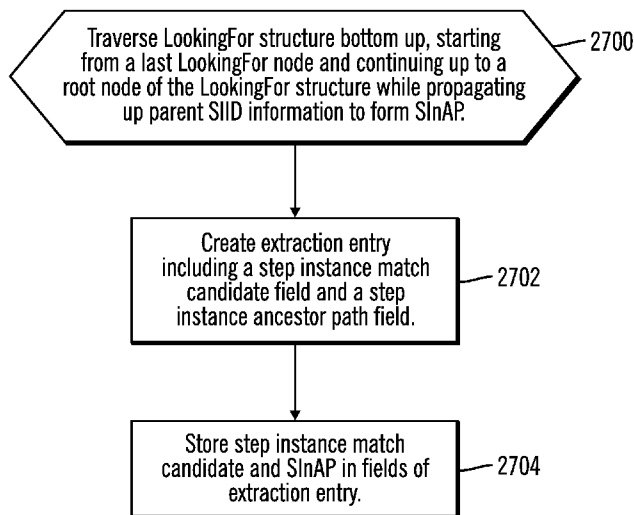 Traverse LookingFor structure bottom up, starting
from a last LookingFor node and continuing up to a
root node of the LookingFor structure while propagating
up parent SIID information to form SInAP.
2700
Create extraction entry
including a step instance match
candidate field and a step
instance ancestor path field.
2702
Store step instance match
candidate and SInAP in fields of
extraction entry.
2704